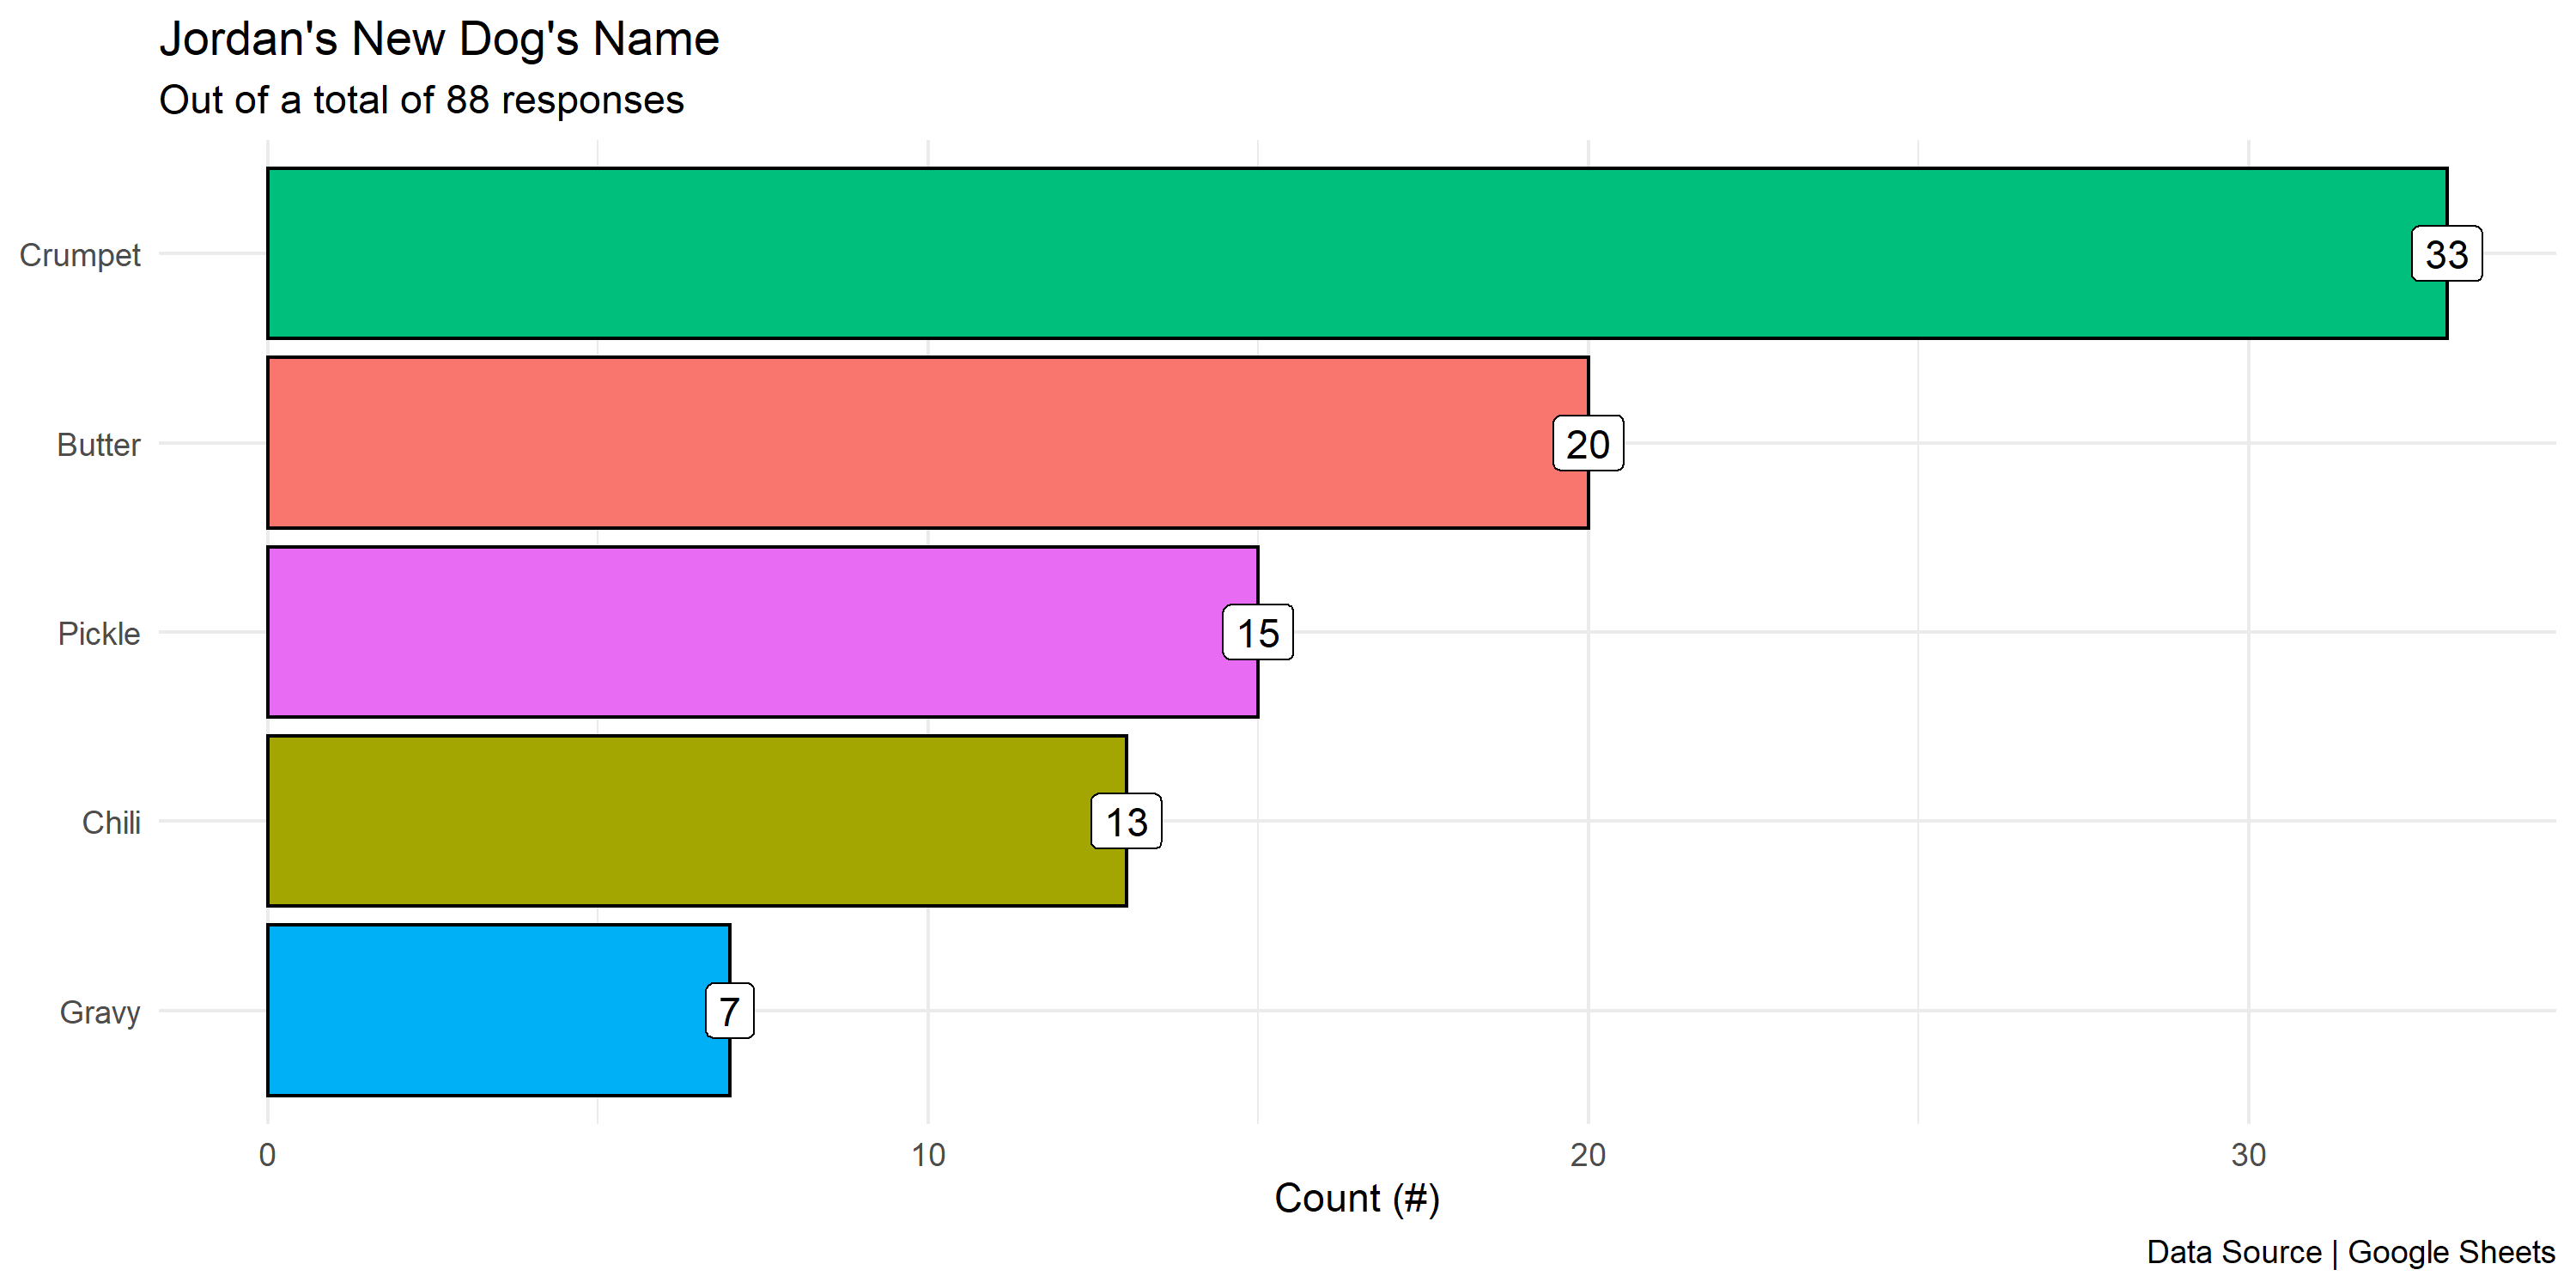 Jordan's New Dog's Name
Out of a total of 88 responses
Crumpet
33
Butter
20
Pickle
15
Chili
13
Gravy
7
0 10 20 30
Count (#)
Data Source | Google Sheets